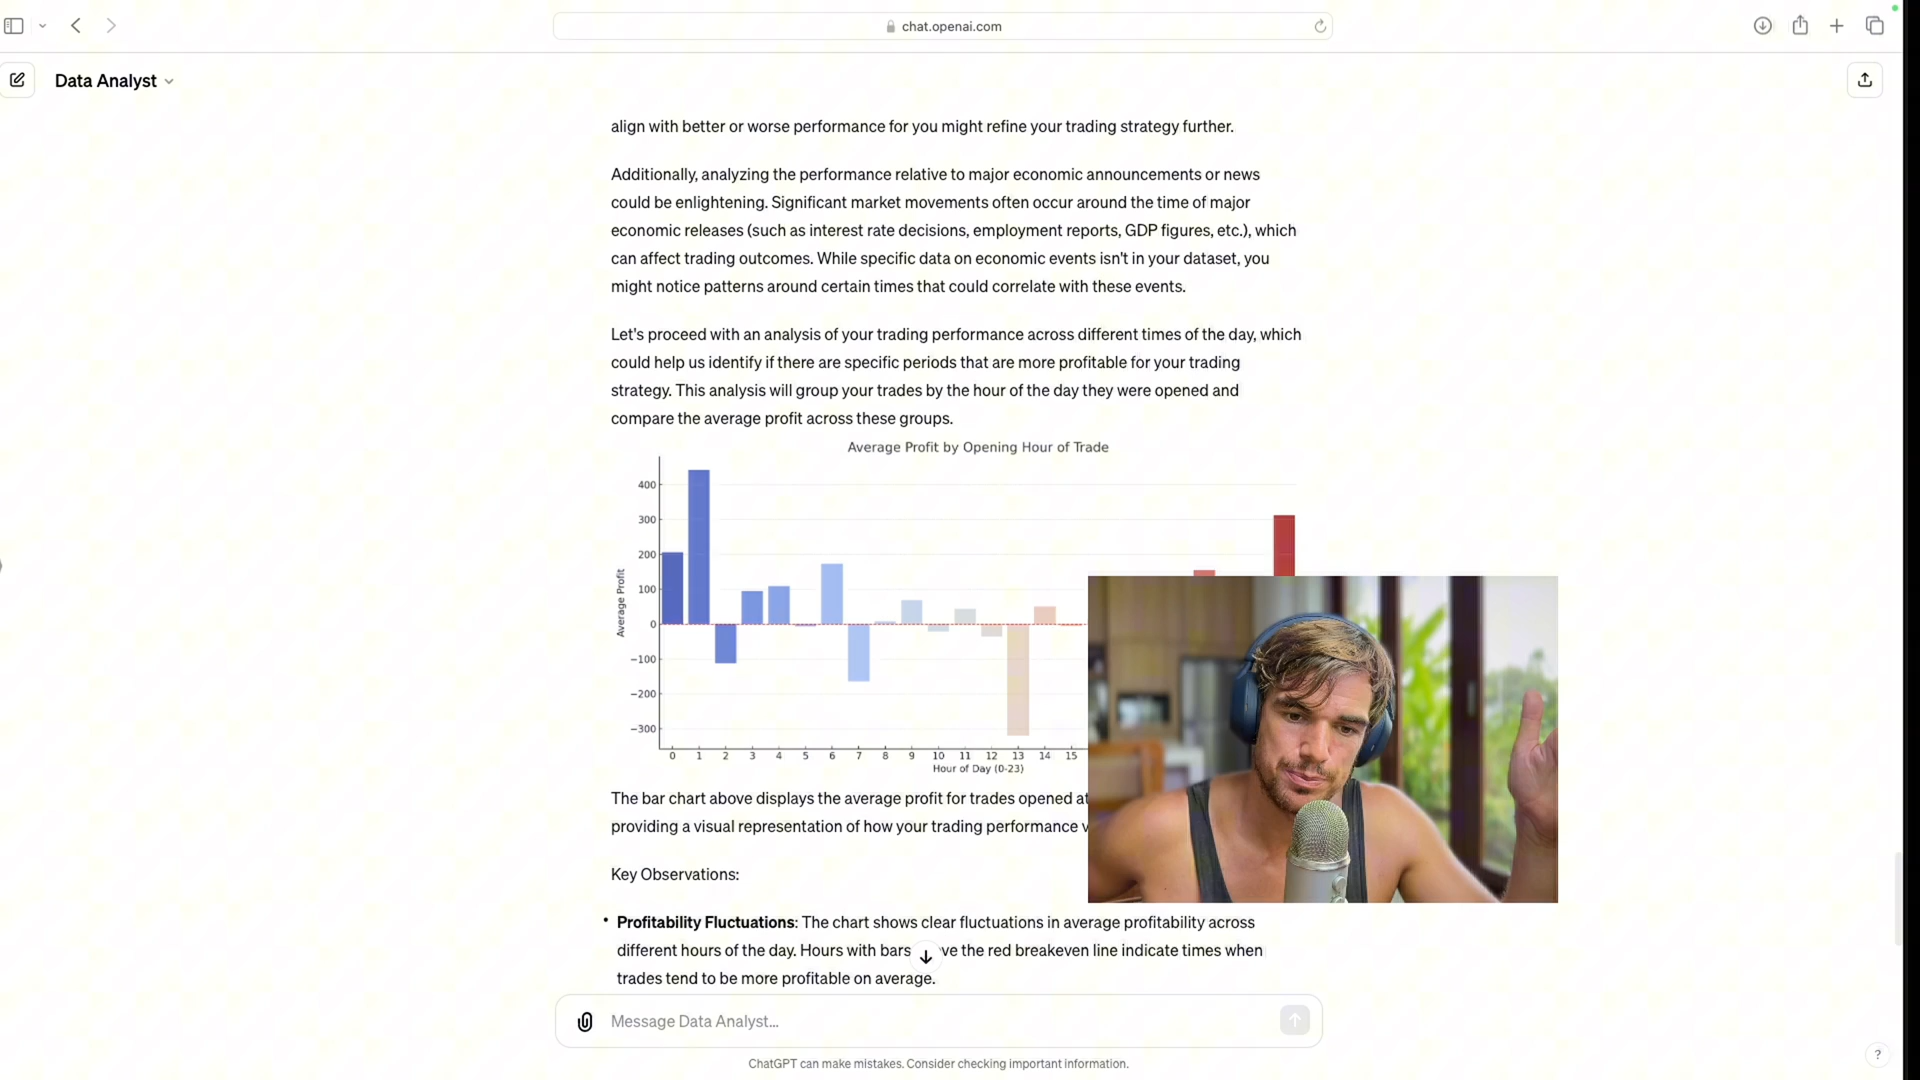 chat.openai.com
Data Analyst
align with better or worse performance for you might refine your trading strategy further.
Additionally, analyzing the performance relative to major economic announcements or news
could be enlightening. Significant market movements often occur around the time of major
economic releases (such as interest rate decisions, employment reports, GDP figures, etc.), which
can affect trading outcomes. While specific data on economic events isn't in your dataset, you
might notice patterns around certain times that could correlate with these events.
Let's proceed with an analysis of your trading performance across different times of the day, which
could help us identify if there are specific periods that are more profitable for your trading
strategy. This analysis will group your trades by the hour of the day they were opened and
compare the average profit across these groups.
Average Profit by Opening Hour of Trade
Average Profit
400
300
200
100
0
−100
−200
−300
0 1 2 3 4 5 6 7 8 9 10 11 12 13 14 15
Hour of Day (0-23)
The bar chart above displays the average profit for trades opened at
providing a visual representation of how your trading performance
Key Observations:
• Profitability Fluctuations: The chart shows clear fluctuations in average profitability across
different hours of the day. Hours with bars the red breakeven line indicate times when
trades tend to be more profitable on average.
Message Data Analyst...
ChatGPT can make mistakes. Consider checking important information.
?